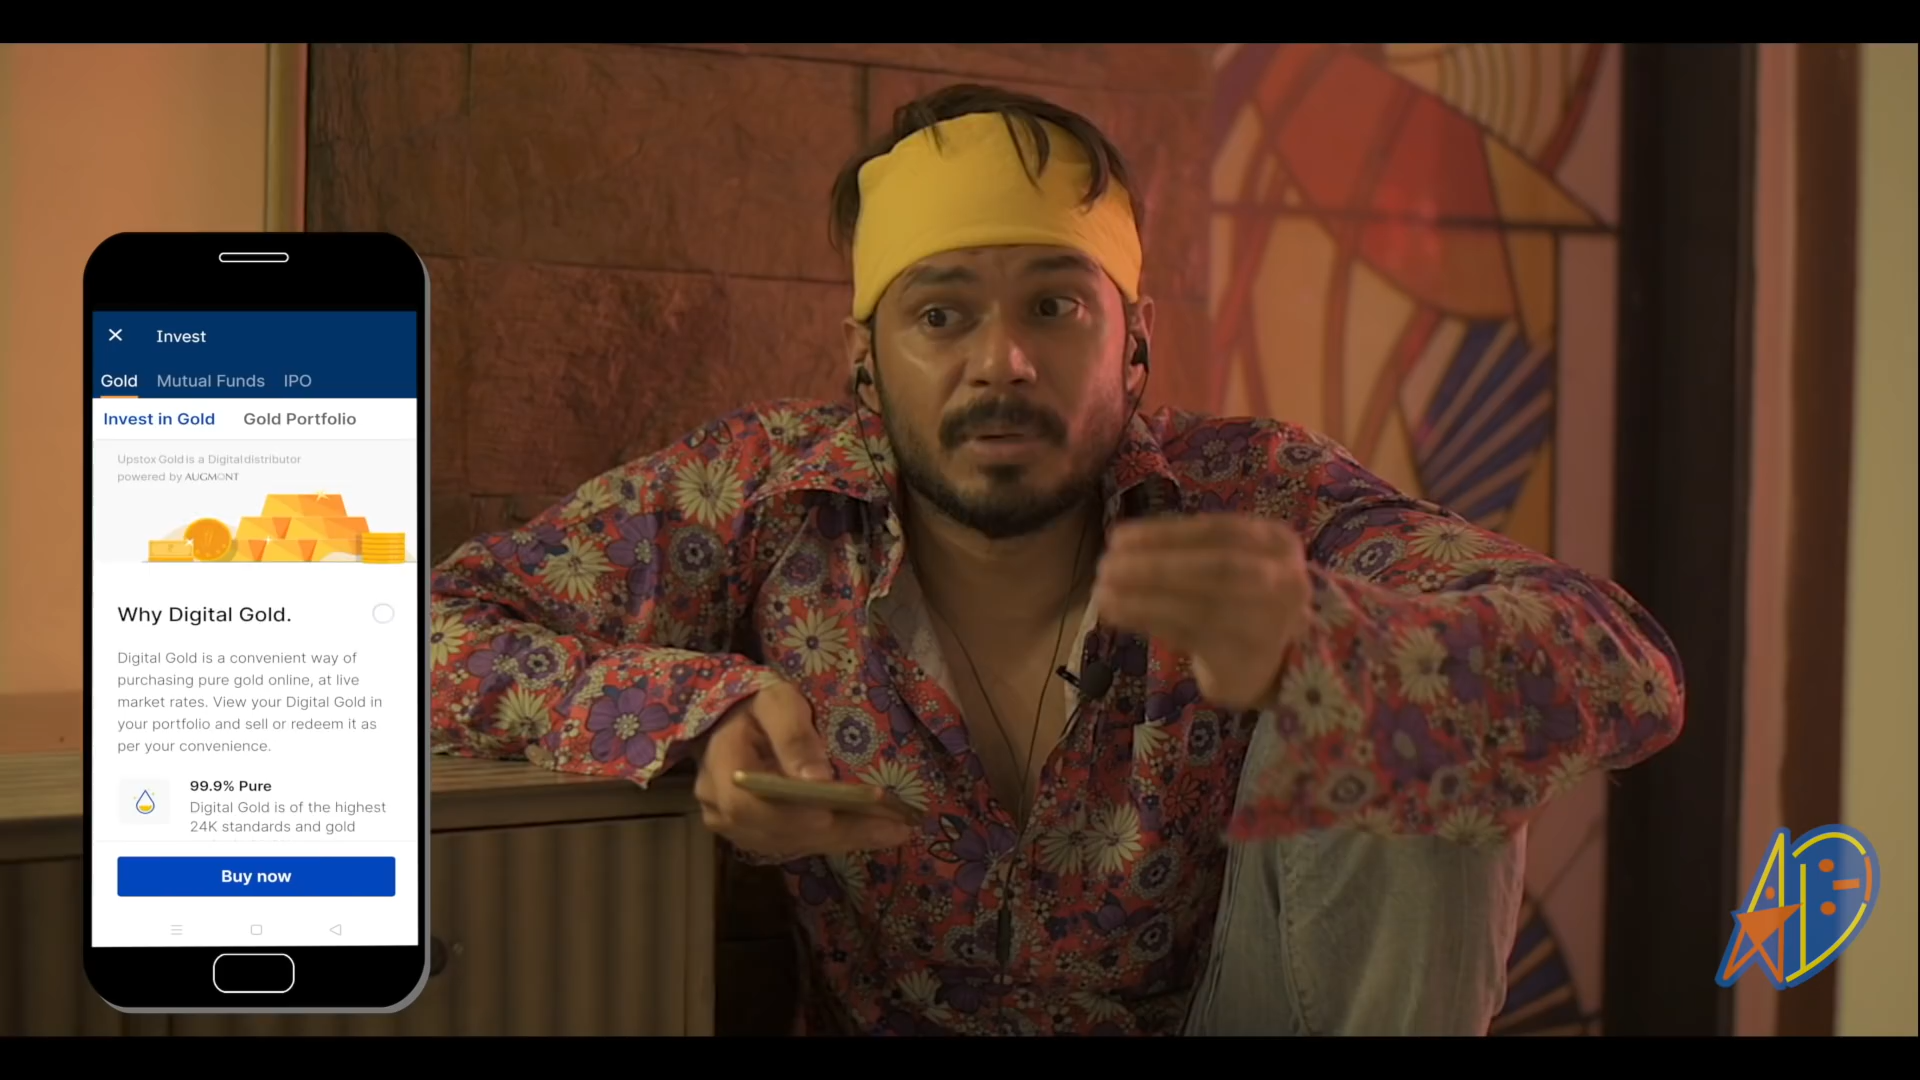 Invest
Gold Mutual Funds IPO
Invest in Gold Gold Portfolio
Upstox Gold is a Digital distributor
powered by AUGMONT
Why Digital Gold.
Digital Gold is a convenient way of
purchasing pure gold online, at live
market rates. View your Digital Gold in
your portfolio and sell or redeem it as
per your convenience.
99.9% Pure
Digital Gold is of the highest
24K standards and gold
Buy now